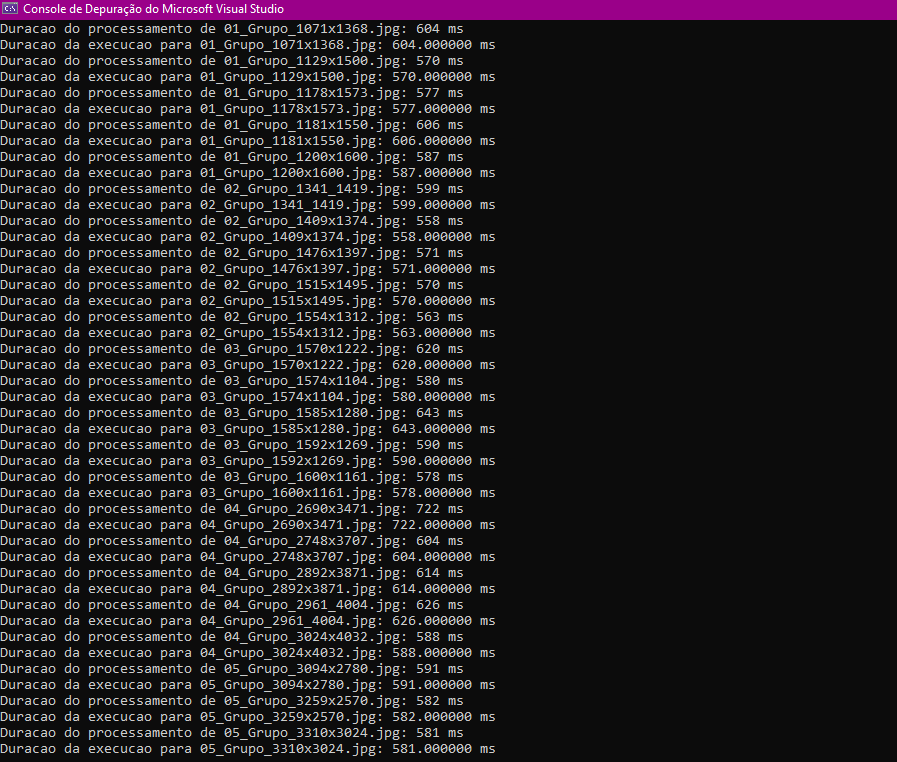 Console de Depuração do Microsoft Visual Studio
Duracao do processamento de 01_Grupo_1071x1368.jpg: 604 ms
Duracao da execucao para 01_Grupo_1071x1368.jpg: 604.000000 ms
Duracao do processamento de 01_Grupo_1129x1500.jpg: 570 ms
Duracao da execucao para 01_Grupo_1129x1500.jpg: 570.000000 ms
Duracao do processamento de 01_Grupo_1178x1573.jpg: 577 ms
Duracao da execucao para 01_Grupo_1178x1573.jpg: 577.000000 ms
Duracao do processamento de 01_Grupo_1181x1550.jpg: 606 ms
Duracao da execucao para 01_Grupo_1181x1550.jpg: 606.000000 ms
Duracao do processamento de 01_Grupo_1200x1600.jpg: 587 ms
Duracao da execucao para 01_Grupo_1200x1600.jpg: 587.000000 ms
Duracao do processamento de 02_Grupo_1341_1419.jpg: 599 ms
Duracao da execucao para 02_Grupo_1341_1419.jpg: 599.000000 ms
Duracao do processamento de 02_Grupo_1409x1374.jpg: 558 ms
Duracao da execucao para 02_Grupo_1409x1374.jpg: 558.000000 ms
Duracao do processamento de 02_Grupo_1476x1397.jpg: 571 ms
Duracao da execucao para 02_Grupo_1476x1397.jpg: 571.000000 ms
Duracao do processamento de 02_Grupo_1515x1495.jpg: 570 ms
Duracao da execucao para 02_Grupo_1515x1495.jpg: 570.000000 ms
Duracao do processamento de 02_Grupo_1554x1312.jpg: 563 ms
Duracao da execucao para 02_Grupo_1554x1312.jpg: 563.000000 ms
Duracao do processamento de 03_Grupo_1570x1222.jpg: 620 ms
Duracao da execucao para 03_Grupo_1570x1222.jpg: 620.000000 ms
Duracao do processamento de 03_Grupo_1574x1104.jpg: 580 ms
Duracao da execucao para 03_Grupo_1574x1104.jpg: 580.000000 ms
Duracao do processamento de 03_Grupo_1585x1280.jpg: 643 ms
Duracao da execucao para 03_Grupo_1585x1280.jpg: 643.000000 ms
Duracao do processamento de 03_Grupo_1592x1269.jpg: 590 ms
Duracao da execucao para 03_Grupo_1592x1269.jpg: 590.000000 ms
Duracao do processamento de 03_Grupo_1600x1161.jpg: 578 ms
Duracao da execucao para 03_Grupo_1600x1161.jpg: 578.000000 ms
Duracao do processamento de 04_Grupo_2690x3471.jpg: 722 ms
Duracao da execucao para 04_Grupo_2690x3471.jpg: 722.000000 ms
Duracao do processamento de 04_Grupo_2748x3707.jpg: 604 ms
Duracao da execucao para 04_Grupo_2748x3707.jpg: 604.000000 ms
Duracao do processamento de 04_Grupo_2892x3871.jpg: 614 ms
Duracao da execucao para 04_Grupo_2892x3871.jpg: 614.000000 ms
Duracao do processamento de 04_Grupo_2961_4004.jpg: 626 ms
Duracao da execucao para 04_Grupo_2961_4004.jpg: 626.000000 ms
Duracao do processamento de 04_Grupo_3024x4032.jpg: 588 ms
Duracao da execucao para 04_Grupo_3024x4032.jpg: 588.000000 ms
Duracao do processamento de 05_Grupo_3094x2780.jpg: 591 ms
Duracao da execucao para 05_Grupo_3094x2780.jpg: 591.000000 ms
Duracao do processamento de 05_Grupo_3259x2570.jpg: 582 ms
Duracao da execucao para 05_Grupo_3259x2570.jpg: 582.000000 ms
Duracao do processamento de 05_Grupo_3310x3024.jpg: 581 ms
Duracao da execucao para 05_Grupo_3310x3024.jpg: 581.000000 ms